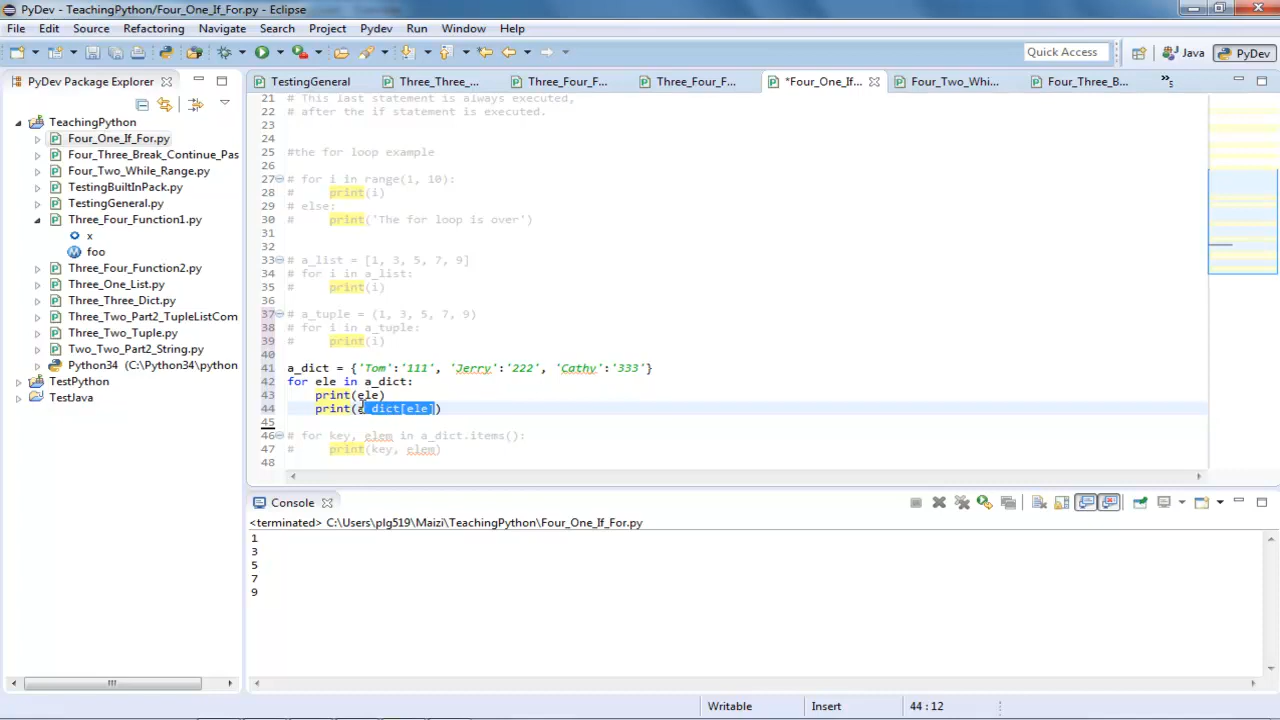 PyDev - TeachingPython/Four_One_If_For.py - Eclipse
File Edit Source Refactoring Navigate Search Project Pydev Run Window Help
Quick Access Java PyDev
PyDev Package Explorer
TestingGeneral Three_Three_... Three_Four_F... Three_Four_F... *Four_One_If... Four_Two_Whi... Four_Three_B... »5
TeachingPython
Four_One_If_For.py
Four_Three_Break_Continue_Pas
Four_Two_While_Range.py
TestingBuiltInPack.py
TestingGeneral.py
Three_Four_Function1.py
x
foo
Three_Four_Function2.py
Three_One_List.py
Three_Three_Dict.py
Three_Two_Part2_TupleListCom
Three_Two_Tuple.py
Two_Two_Part2_String.py
Python34 (C:\Python34\python
TestPython
TestJava
21 # This last statement is always executed,
22 # after the if statement is executed.
23
24
25 #the for loop example
26
27 # for i in range(1, 10):
28 #     print(i)
29 # else:
30 #     print('The for loop is over')
31
32
33 # a_list = [1, 3, 5, 7, 9]
34 # for i in a_list:
35 #     print(i)
36
37 # a_tuple = (1, 3, 5, 7, 9)
38 # for i in a_tuple:
39 #     print(i)
40
41 a_dict = {'Tom':'111', 'Jerry':'222', 'Cathy':'333'}
42 for ele in a_dict:
43     print(ele)
44     print(a_dict[ele])
45
46 # for key, elem in a_dict.items():
47 #     print(key, elem)
48
Console
<terminated> C:\Users\plg519\Maizi\TeachingPython\Four_One_If_For.py
1
3
5
7
9
Writable Insert 44 : 12